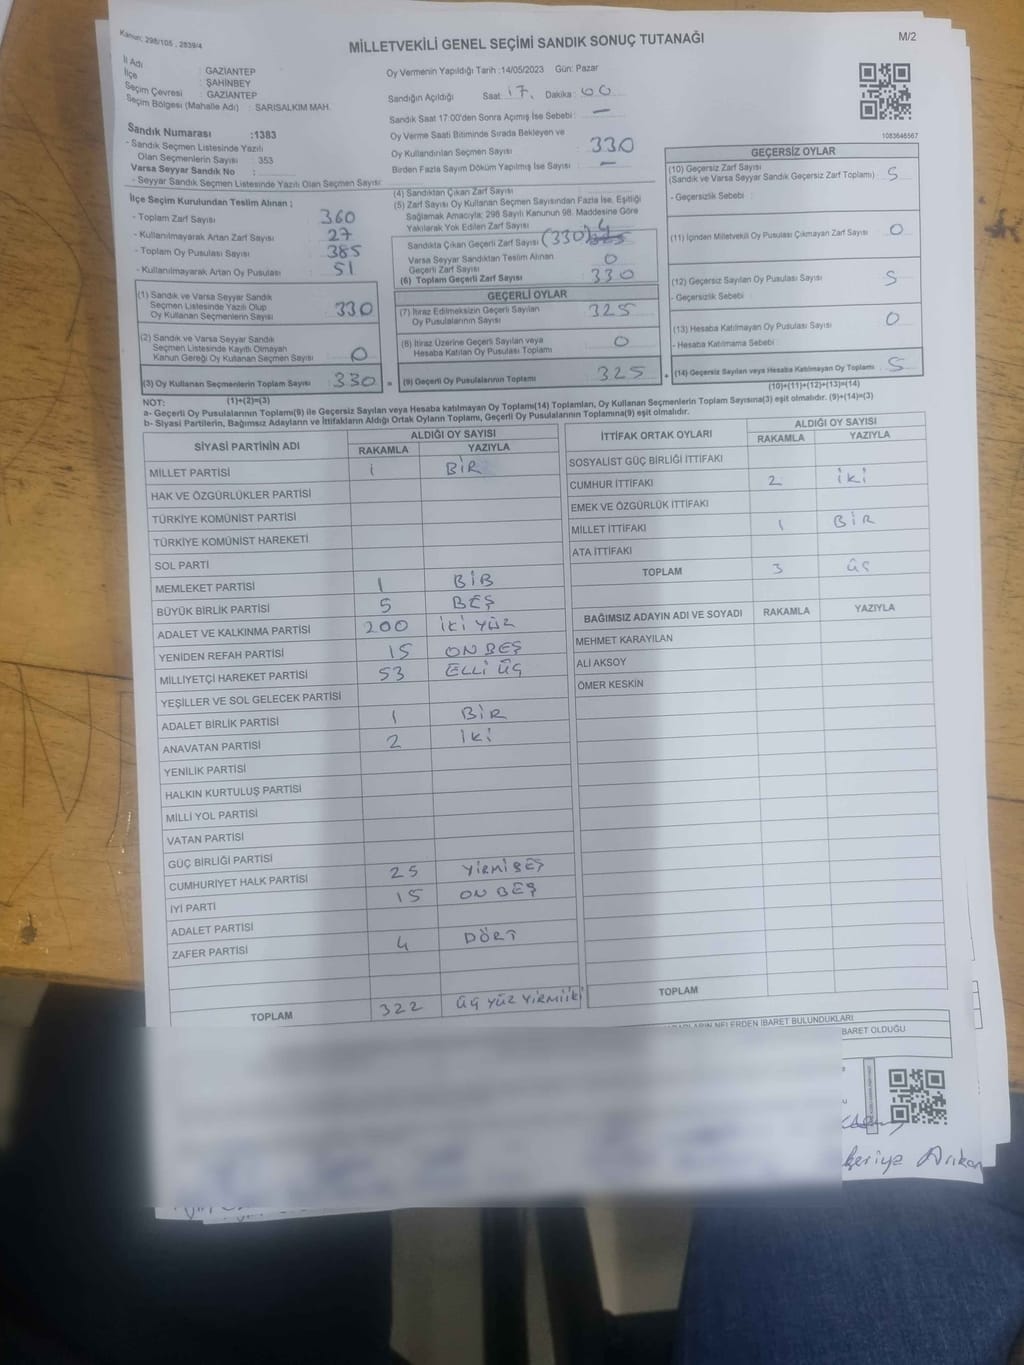 Kanun; 298/105 , 2839/4
MİLLETVEKİLİ GENEL SEÇİMİ SANDIK SONUÇ TUTANAĞI
M/2
İl Adı : GAZİANTEP
İlçe : ŞAHİNBEY
Seçim Çevresi : GAZİANTEP
Seçim Bölgesi (Mahalle Adı) : SARISALKIM MAH.
Sandık Numarası :1383
- Sandık Seçmen Listesinde Yazılı
Olan Seçmenlerin Sayısı : 353
Varsa Seyyar Sandık No :
- Seyyar Sandık Seçmen Listesinde Yazılı Olan Seçmen Sayısı:
Oy Vermenin Yapıldığı Tarih :14/05/2023 Gün: Pazar
Sandığın Açıldığı Saat: 17. Dakika: 00
Sandık Saat 17:00'den Sonra Açılmış İse Sebebi : —
Oy Verme Saati Bitiminde Sırada Bekleyen ve
Oy Kullandırılan Seçmen Sayısı : 330
Birden Fazla Sayım Döküm Yapılmış İse Sayısı : —
1083646567
İlçe Seçim Kurulundan Teslim Alınan ;
- Toplam Zarf Sayısı : 360
- Kullanılmayarak Artan Zarf Sayısı : 27
- Toplam Oy Pusulası Sayısı : 385
- Kullanılmayarak Artan Oy Pusulası : 51
(1) Sandık ve Varsa Seyyar Sandık
Seçmen Listesinde Yazılı Olup
Oy Kullanan Seçmenlerin Sayısı : 330
(2) Sandık ve Varsa Seyyar Sandık
Seçmen Listesinde Kayıtlı Olmayan
Kanun Gereği Oy Kullanan Seçmen Sayısı : 0
(3) Oy Kullanan Seçmenlerin Toplam Sayısı : 330 =
(1)+(2)=(3)
(4) Sandıktan Çıkan Zarf Sayısı :
(5) Zarf Sayısı Oy Kullanan Seçmen Sayısından Fazla İse, Eşitliği
Sağlamak Amacıyla; 298 Sayılı Kanunun 98. Maddesine Göre
Yakılarak Yok Edilen Zarf Sayısı :
Sandıkta Çıkan Geçerli Zarf Sayısı : (330)
Varsa Seyyar Sandıktan Teslim Alınan
Geçerli Zarf Sayısı : 0
(6) Toplam Geçerli Zarf Sayısı : 330
GEÇERLİ OYLAR
(7) İtiraz Edilmeksizin Geçerli Sayılan
Oy Pusulalarının Sayısı : 325
(8) İtiraz Üzerine Geçerli Sayılan veya
Hesaba Katılan Oy Pusulası Toplamı : 0
(9) Geçerli Oy Pusulalarının Toplamı : 325 +
GEÇERSİZ OYLAR
(10) Geçersiz Zarf Sayısı
(Sandık ve Varsa Seyyar Sandık Geçersiz Zarf Toplamı) : 5
- Geçersizlik Sebebi :
(11) İçinden Milletvekili Oy Pusulası Çıkmayan Zarf Sayısı : 0
(12) Geçersiz Sayılan Oy Pusulası Sayısı : 5
- Geçersizlik Sebebi :
(13) Hesaba Katılmayan Oy Pusulası Sayısı : 0
- Hesaba Katılmama Sebebi :
(14) Geçersiz Sayılan veya Hesaba Katılmayan Oy Toplamı : 5
(10)+(11)+(12)+(13)=(14)
NOT:
a- Geçerli Oy Pusulalarının Toplamı(9) ile Geçersiz Sayılan veya Hesaba katılmayan Oy Toplamı(14) Toplamları, Oy Kullanan Seçmenlerin Toplam Sayısına(3) eşit olmalıdır. (9)+(14)=(3)
b- Siyasi Partilerin, Bağımsız Adayların ve İttifakların Aldığı Ortak Oyların Toplamı, Geçerli Oy Pusulalarının Toplamına(9) eşit olmalıdır.
SİYASİ PARTİNİN ADI ALDIĞI OY SAYISI
RAKAMLA YAZIYLA
MİLLET PARTİSİ 1 BİR
HAK VE ÖZGÜRLÜKLER PARTİSİ
TÜRKİYE KOMÜNİST PARTİSİ
TÜRKİYE KOMÜNİST HAREKETİ
SOL PARTİ
MEMLEKET PARTİSİ 1 BİR
BÜYÜK BİRLİK PARTİSİ 5 BEŞ
ADALET VE KALKINMA PARTİSİ 200 İKİ YÜZ
YENİDEN REFAH PARTİSİ 15 ON BEŞ
MİLLİYETÇİ HAREKET PARTİSİ 53 ELLİ ÜÇ
YEŞİLLER VE SOL GELECEK PARTİSİ
ADALET BİRLİK PARTİSİ 1 BİR
ANAVATAN PARTİSİ 2 İKİ
YENİLİK PARTİSİ
HALKIN KURTULUŞ PARTİSİ
MİLLİ YOL PARTİSİ
VATAN PARTİSİ
GÜÇ BİRLİĞİ PARTİSİ
CUMHURİYET HALK PARTİSİ 25 YİRMİ BEŞ
İYİ PARTİ 15 ON BEŞ
ADALET PARTİSİ
ZAFER PARTİSİ 4 DÖRT
TOPLAM 322 ÜÇ YÜZ YİRMİ İKİ
İTTİFAK ORTAK OYLARI ALDIĞI OY SAYISI
RAKAMLA YAZIYLA
SOSYALİST GÜÇ BİRLİĞİ İTTİFAKI
CUMHUR İTTİFAKI 2 İKİ
EMEK VE ÖZGÜRLÜK İTTİFAKI
MİLLET İTTİFAKI 1 BİR
ATA İTTİFAKI
TOPLAM 3 ÜÇ
BAĞIMSIZ ADAYIN ADI VE SOYADI RAKAMLA YAZIYLA
MEHMET KARAYILAN
ALİ AKSOY
ÖMER KESKİN
TOPLAM
NELERDEN İBARET BULUNDUKLARI
BARET OLDUĞU
keriya Arıkan